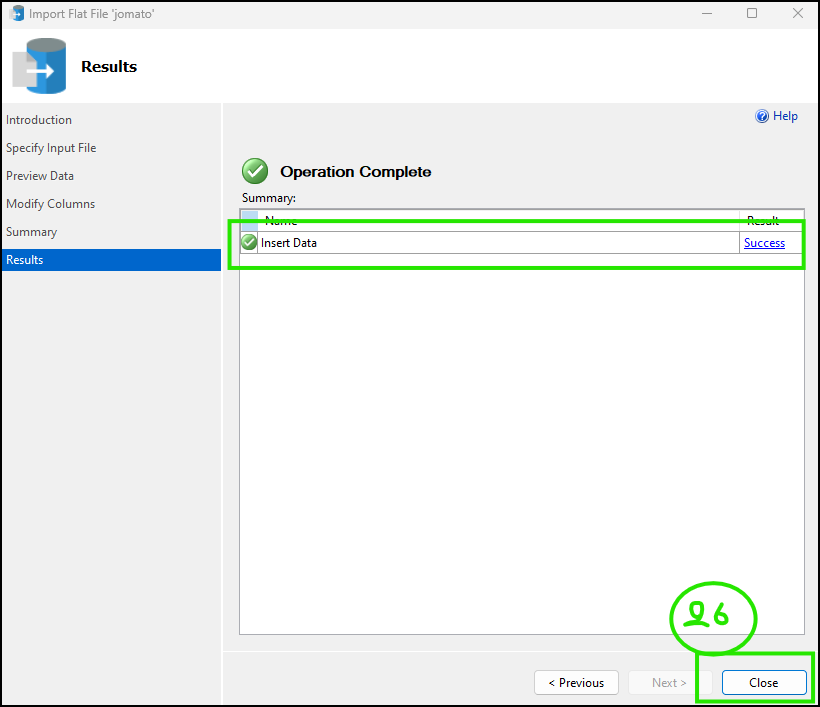 Import Flat File 'jomato'
Results
Introduction
Specify Input File
Preview Data
Modify Columns
Summary
Results
Help
Operation Complete
Summary:
Name Result
Insert Data Success
6
< Previous Next > Close